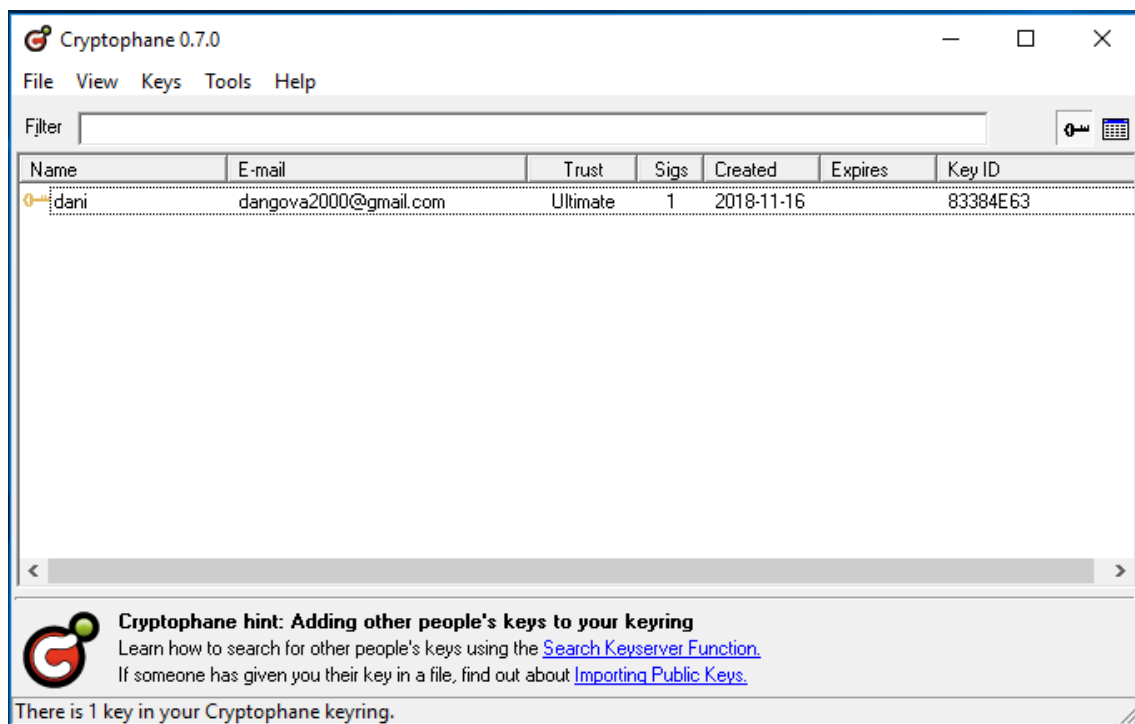 Cryptophane 0.7.0
File View Keys Tools Help
Filter
Name E-mail Trust Sigs Created Expires Key ID
dani dangova2000@gmail.com Ultimate 1 2018-11-16 83384E63
Cryptophane hint: Adding other people's keys to your keyring
Learn how to search for other people's keys using the Search Keyserver Function.
If someone has given you their key in a file, find out about Importing Public Keys.
There is 1 key in your Cryptophane keyring.